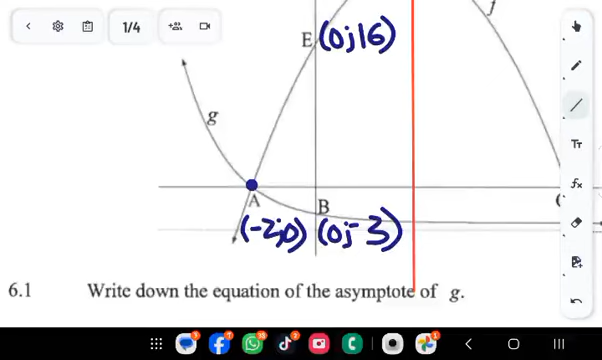 1/4
f
E (0;16)
g
Tт
fx
A B
(-2;0) (0;-3)
6.1 Write down the equation of the asymptote of g.